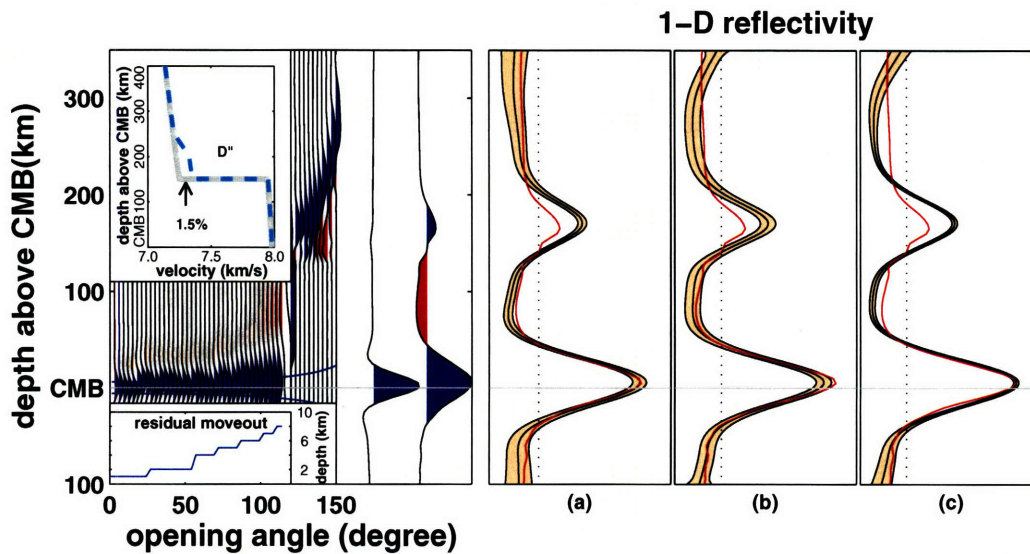 1-D reflectivity
depth above CMB(km)
300
200
100
CMB
100
depth above CMB (km)
400
300
200
100
CMB
D"
1.5%
7.0 7.5 8.0
velocity (km/s)
residual moveout
10
6
2
depth (km)
0 50 100 150
opening angle (degree)
(a) (b) (c)